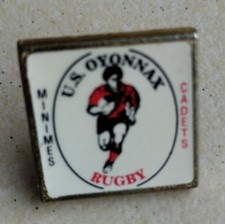 U.S. OYONNAX
MINIMES
CADETS
RUGBY